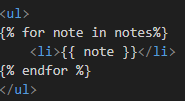 <ul>
{% for note in notes%}
    <li>{{ note }}</li>
{% endfor %}
</ul>